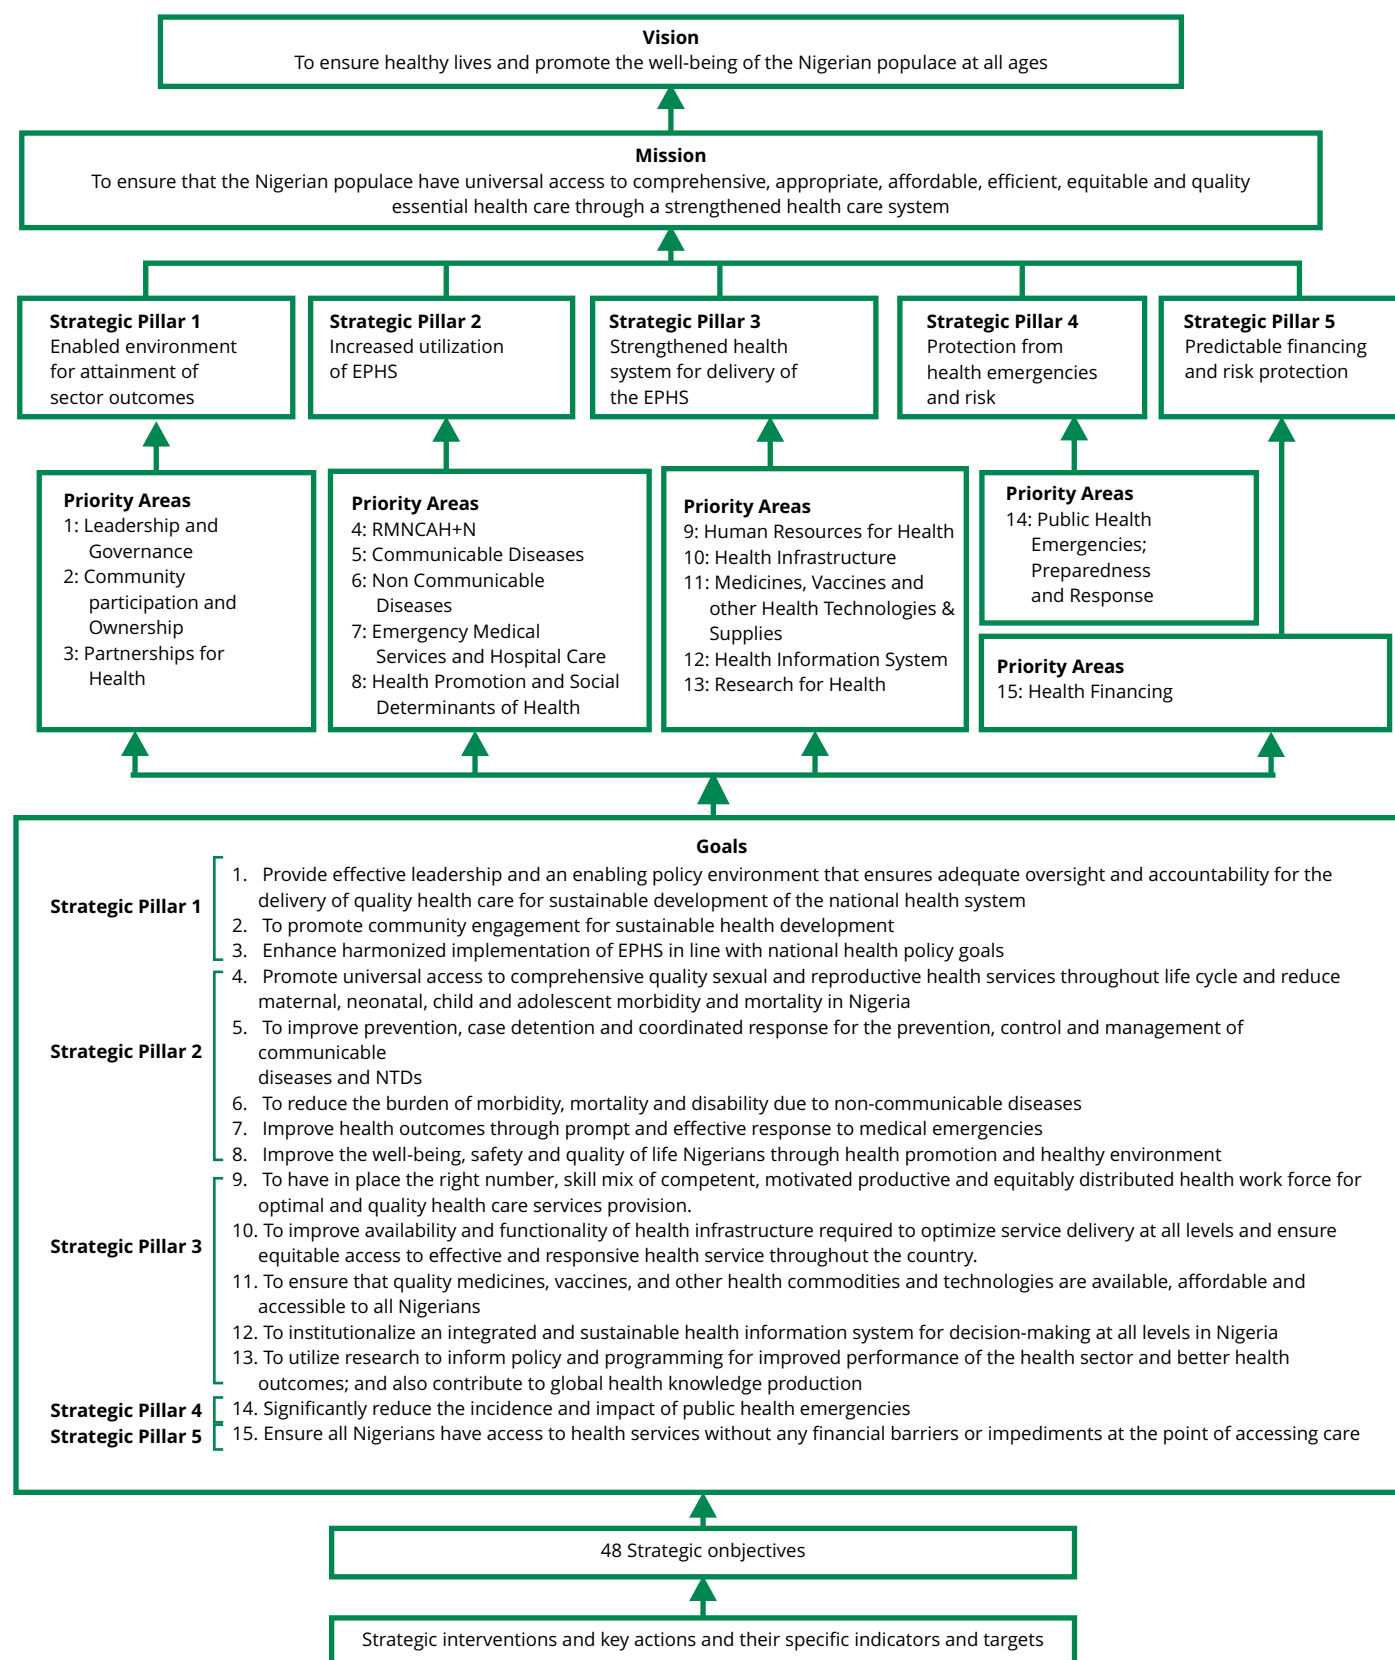 Vision
To ensure healthy lives and promote the well-being of the Nigerian populace at all ages
Mission
To ensure that the Nigerian populace have universal access to comprehensive, appropriate, affordable, efficient, equitable and quality
essential health care through a strengthened health care system
Strategic Pillar 1
Enabled environment
for attainment of
sector outcomes
Strategic Pillar 2
Increased utilization
of EPHS
Strategic Pillar 3
Strengthened health
system for delivery of
the EPHS
Strategic Pillar 4
Protection from
health emergencies
and risk
Strategic Pillar 5
Predictable financing
and risk protection
Priority Areas
1: Leadership and
Governance
2: Community
participation and
Ownership
3: Partnerships for
Health
Priority Areas
4: RMNCAH+N
5: Communicable Diseases
6: Non Communicable
Diseases
7: Emergency Medical
Services and Hospital Care
8: Health Promotion and Social
Determinants of Health
Priority Areas
9: Human Resources for Health
10: Health Infrastructure
11: Medicines, Vaccines and
other Health Technologies &
Supplies
12: Health Information System
13: Research for Health
Priority Areas
14: Public Health
Emergencies;
Preparedness
and Response
Priority Areas
15: Health Financing
Goals
Strategic Pillar 1
1. Provide effective leadership and an enabling policy environment that ensures adequate oversight and accountability for the
delivery of quality health care for sustainable development of the national health system
2. To promote community engagement for sustainable health development
3. Enhance harmonized implementation of EPHS in line with national health policy goals
Strategic Pillar 2
4. Promote universal access to comprehensive quality sexual and reproductive health services throughout life cycle and reduce
maternal, neonatal, child and adolescent morbidity and mortality in Nigeria
5. To improve prevention, case detention and coordinated response for the prevention, control and management of
communicable
diseases and NTDs
6. To reduce the burden of morbidity, mortality and disability due to non-communicable diseases
7. Improve health outcomes through prompt and effective response to medical emergencies
8. Improve the well-being, safety and quality of life Nigerians through health promotion and healthy environment
Strategic Pillar 3
9. To have in place the right number, skill mix of competent, motivated productive and equitably distributed health work force for
optimal and quality health care services provision.
10. To improve availability and functionality of health infrastructure required to optimize service delivery at all levels and ensure
equitable access to effective and responsive health service throughout the country.
11. To ensure that quality medicines, vaccines, and other health commodities and technologies are available, affordable and
accessible to all Nigerians
12. To institutionalize an integrated and sustainable health information system for decision-making at all levels in Nigeria
13. To utilize research to inform policy and programming for improved performance of the health sector and better health
outcomes; and also contribute to global health knowledge production
Strategic Pillar 4
14. Significantly reduce the incidence and impact of public health emergencies
Strategic Pillar 5
15. Ensure all Nigerians have access to health services without any financial barriers or impediments at the point of accessing care
48 Strategic onbjectives
Strategic interventions and key actions and their specific indicators and targets